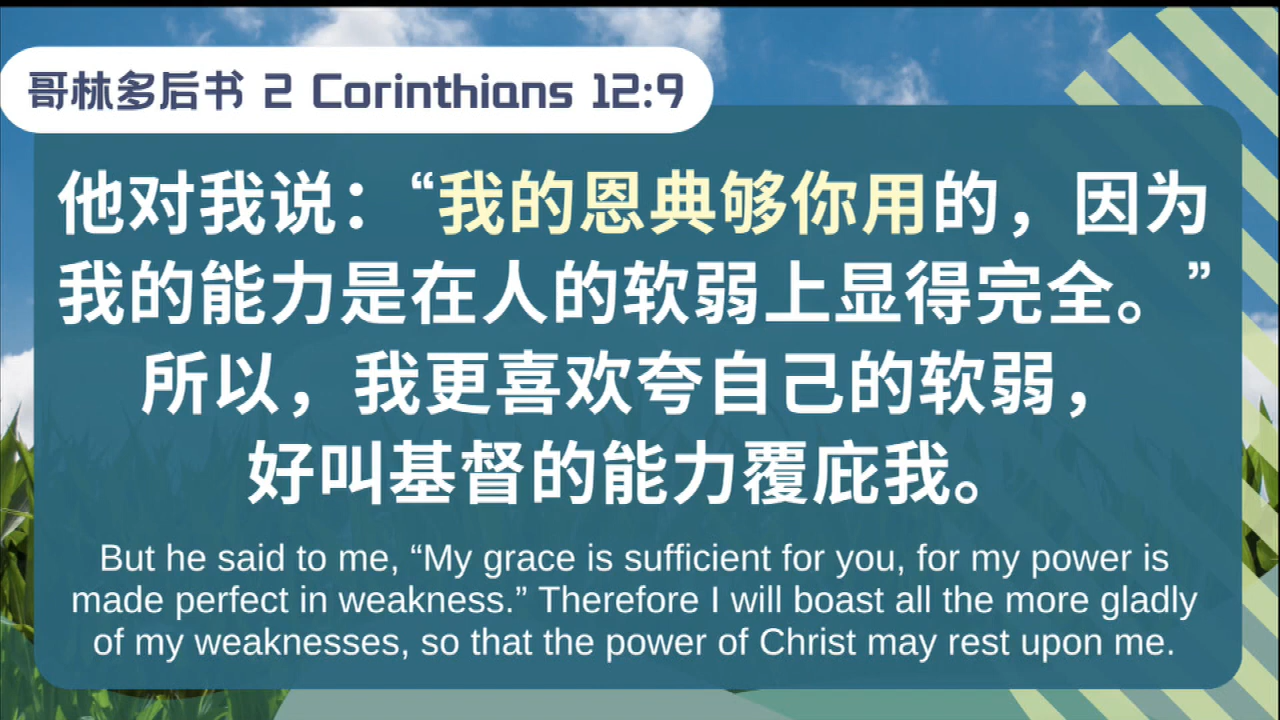 哥林多后书 2 Corinthians 12:9
他对我说：“我的恩典够你用的，因为
我的能力是在人的软弱上显得完全。”
所以，我更喜欢夸自己的软弱，
好叫基督的能力覆庇我。
But he said to me, “My grace is sufficient for you, for my power is
made perfect in weakness.” Therefore I will boast all the more gladly
of my weaknesses, so that the power of Christ may rest upon me.